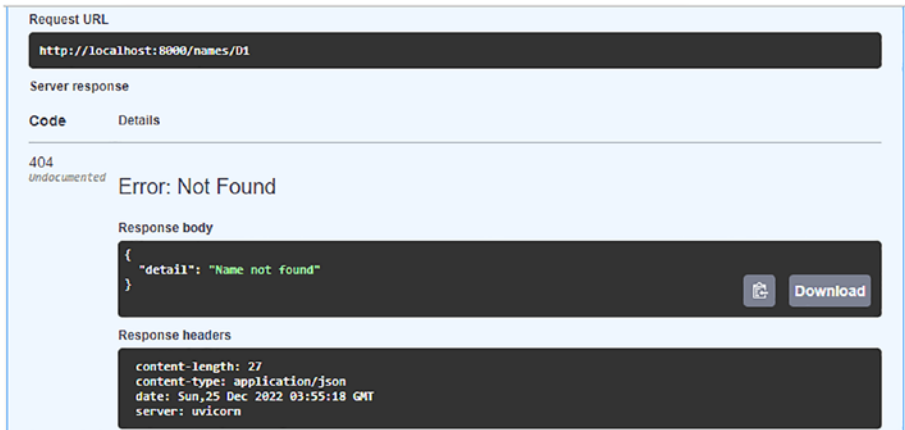 Request URL
http://localhost:8000/names/D1
Server response
Code Details
404
Undocumented
Error: Not Found
Response body
{
"detail": "Name not found"
}
Download
Response headers
content-length: 27
content-type: application/json
date: Sun,25 Dec 2022 03:55:18 GMT
server: uvicorn